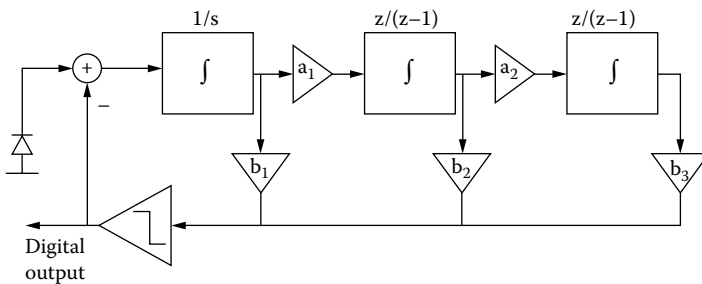 1/s
z/(z−1)
z/(z−1)
+
−
∫
a1
∫
a2
∫
b1
b2
b3
Digital
output